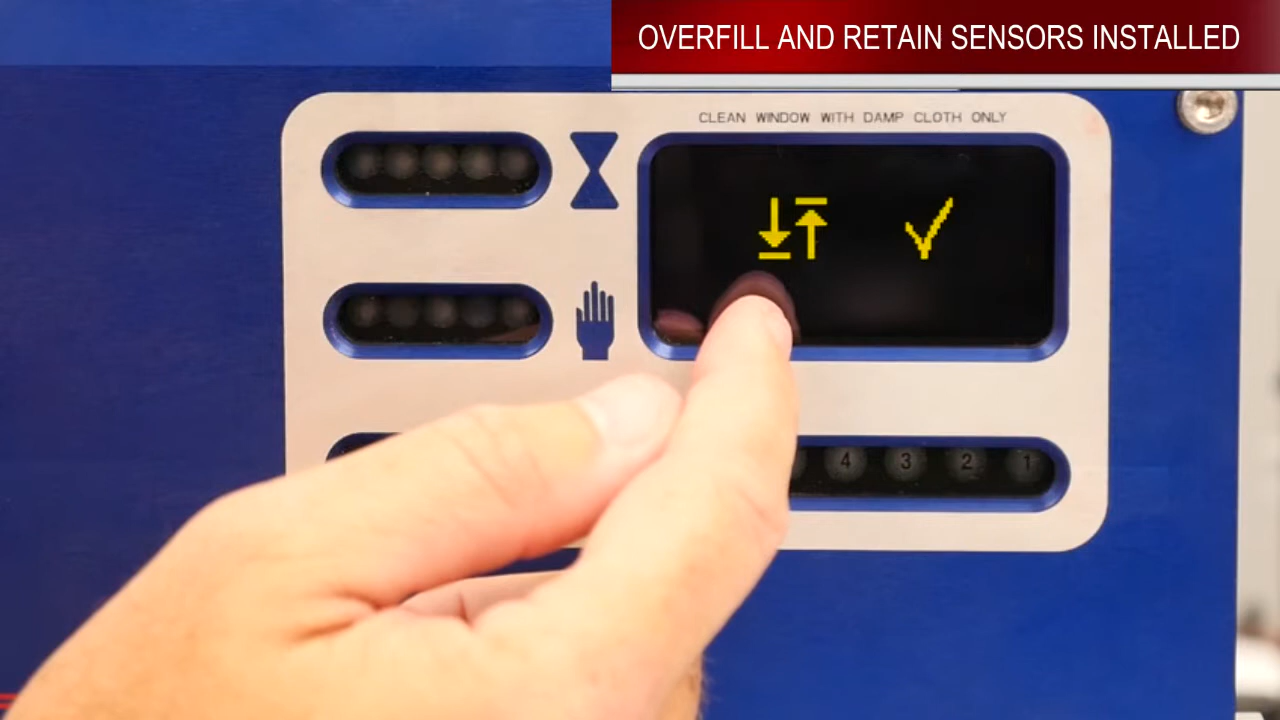 OVERFILL AND RETAIN SENSORS INSTALLED
CLEAN WINDOW WITH DAMP CLOTH ONLY
4 3 2 1